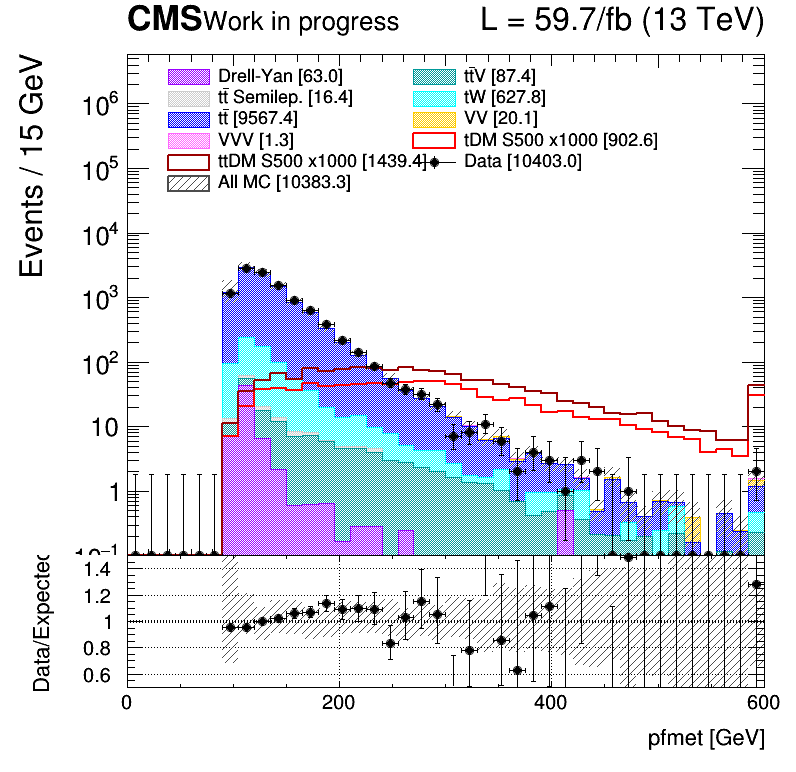 CMS Work in progress L = 59.7/fb (13 TeV)
Drell-Yan [63.0] tt̄V [87.4]
tt̄ Semilep. [16.4] tW [627.8]
tt̄ [9567.4] VV [20.1]
VVV [1.3] tDM S500 x1000 [902.6]
ttDM S500 x1000 [1439.4] Data [10403.0]
All MC [10383.3]
Events / 15 GeV
10⁶
10⁵
10⁴
10³
10²
10
1
10⁻¹
Data/Expected
1.4
1.2
1
0.8
0.6
0 200 400 600
pfmet [GeV]